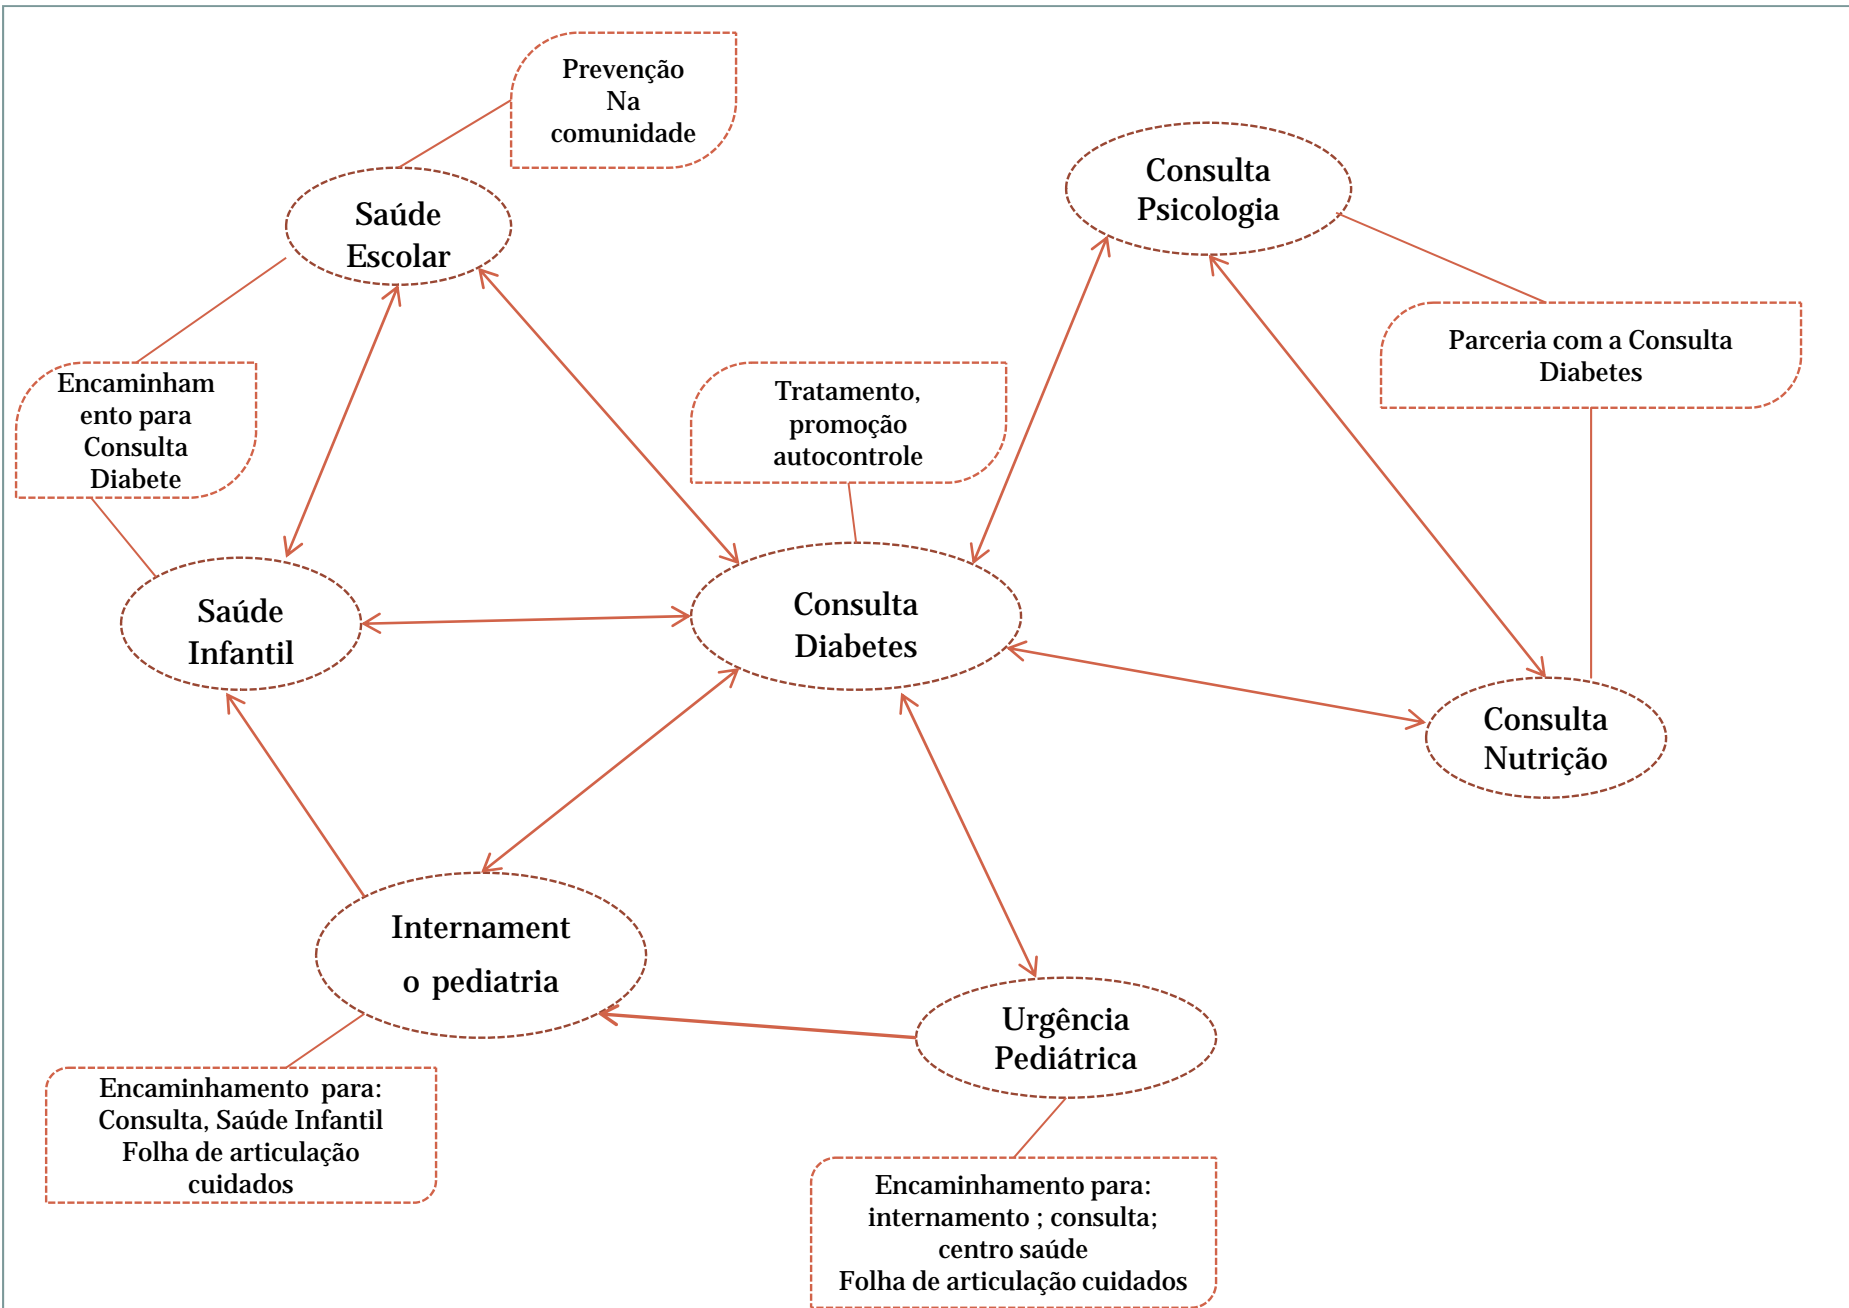 Prevenção
Na
comunidade
Consulta
Psicologia
Saúde
Escolar
Parceria com a Consulta
Diabetes
Encaminham
ento para
Consulta
Diabete
Tratamento,
promoção
autocontrole
Saúde
Infantil
Consulta
Diabetes
Consulta
Nutrição
Internament
o pediatria
Urgência
Pediátrica
Encaminhamento para:
Consulta, Saúde Infantil
Folha de articulação
cuidados
Encaminhamento para:
internamento ; consulta;
centro saúde
Folha de articulação cuidados